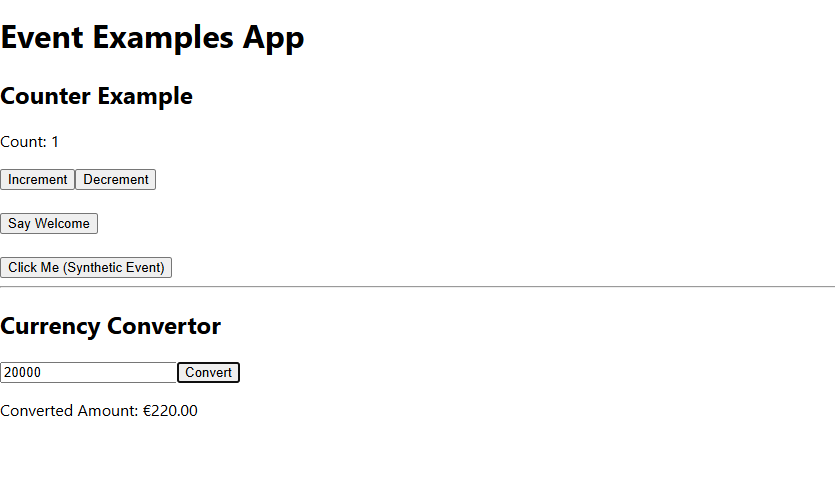 Event Examples App
Counter Example
Count: 1
Increment Decrement
Say Welcome
Click Me (Synthetic Event)
Currency Convertor
20000 Convert
Converted Amount: €220.00